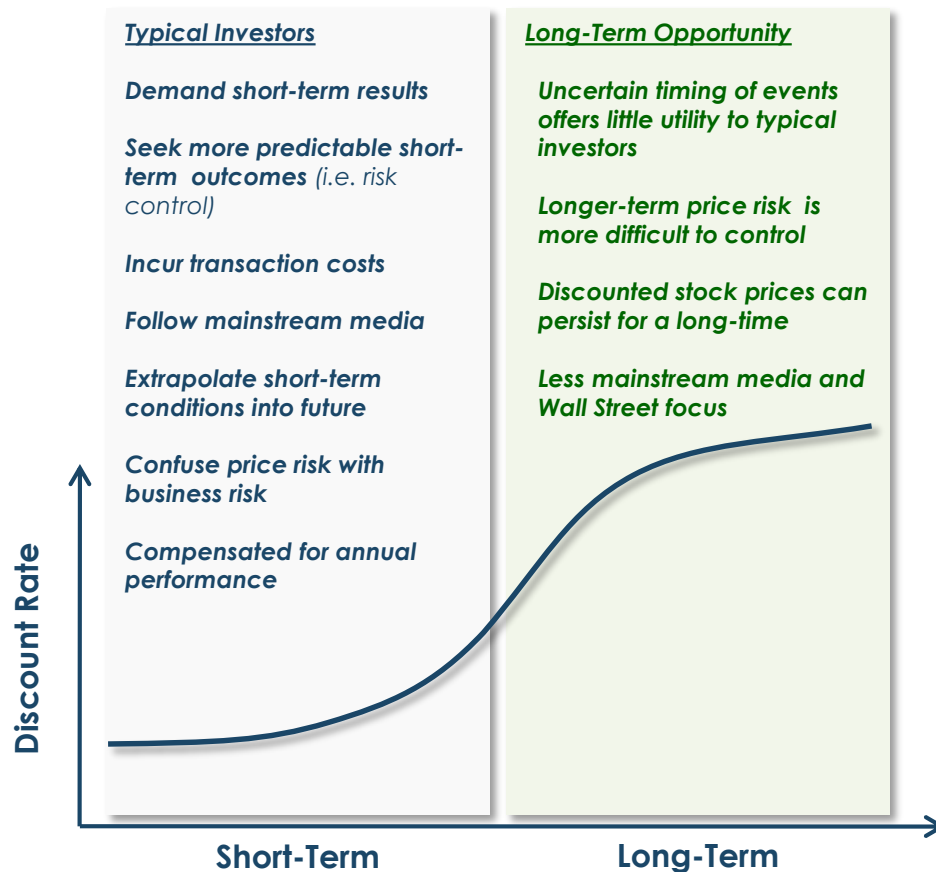 Typical Investors
Demand short-term results
Seek more predictable short-
term outcomes (i.e. risk
control)
Incur transaction costs
Follow mainstream media
Extrapolate short-term
conditions into future
Confuse price risk with
business risk
Compensated for annual
performance
Long-Term Opportunity
Uncertain timing of events
offers little utility to typical
investors
Longer-term price risk is
more difficult to control
Discounted stock prices can
persist for a long-time
Less mainstream media and
Wall Street focus
Discount Rate
Short-Term
Long-Term